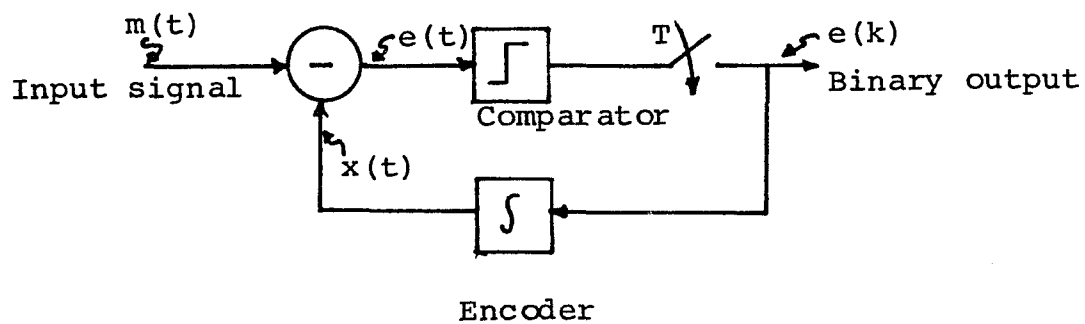 m(t)
e(t)
T
e(k)
Input signal
Binary output
Comparator
x(t)
∫
Encoder